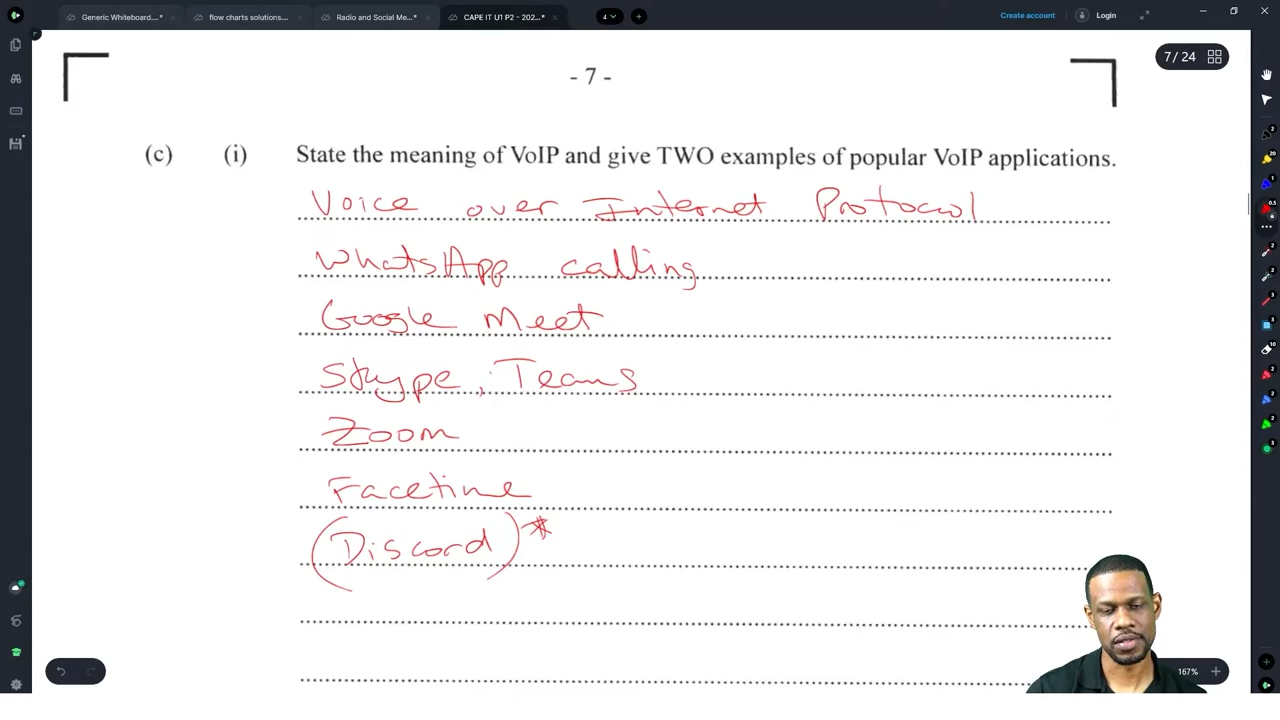 Generic Whiteboard....* flow charts solutions.... Radio and Social Me...* CAPE IT U1 P2 - 202...* 4 Create account Login
7 / 24
- 7 -
(c) (i) State the meaning of VoIP and give TWO examples of popular VoIP applications.
Voice over Internet Protocol
WhatsApp calling
Google Meet
Skype, Teams
Zoom
Facetime
(Discord)*
167%